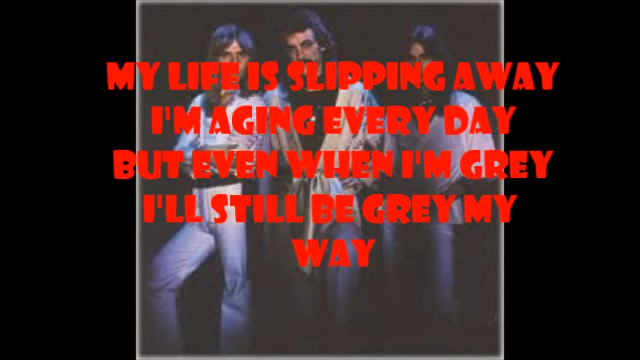 MY LIFE IS SLIPPING AWAY
I'M AGING EVERY DAY
BUT EVEN WHEN I'M GREY
I'LL STILL BE GREY MY
WAY